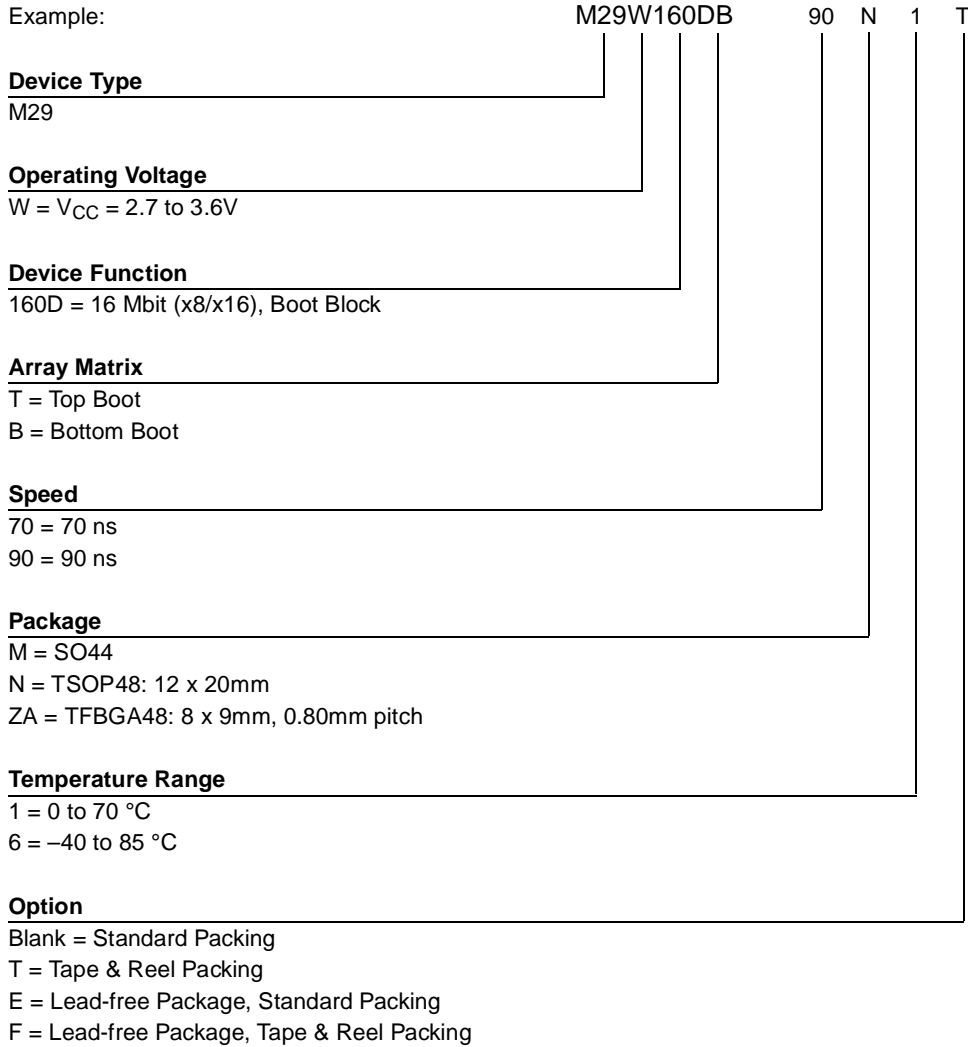 Example: M29W160DB 90 N 1 T
Device Type
M29
Operating Voltage
W = VCC = 2.7 to 3.6V
Device Function
160D = 16 Mbit (x8/x16), Boot Block
Array Matrix
T = Top Boot
B = Bottom Boot
Speed
70 = 70 ns
90 = 90 ns
Package
M = SO44
N = TSOP48: 12 x 20mm
ZA = TFBGA48: 8 x 9mm, 0.80mm pitch
Temperature Range
1 = 0 to 70 °C
6 = –40 to 85 °C
Option
Blank = Standard Packing
T = Tape & Reel Packing
E = Lead-free Package, Standard Packing
F = Lead-free Package, Tape & Reel Packing